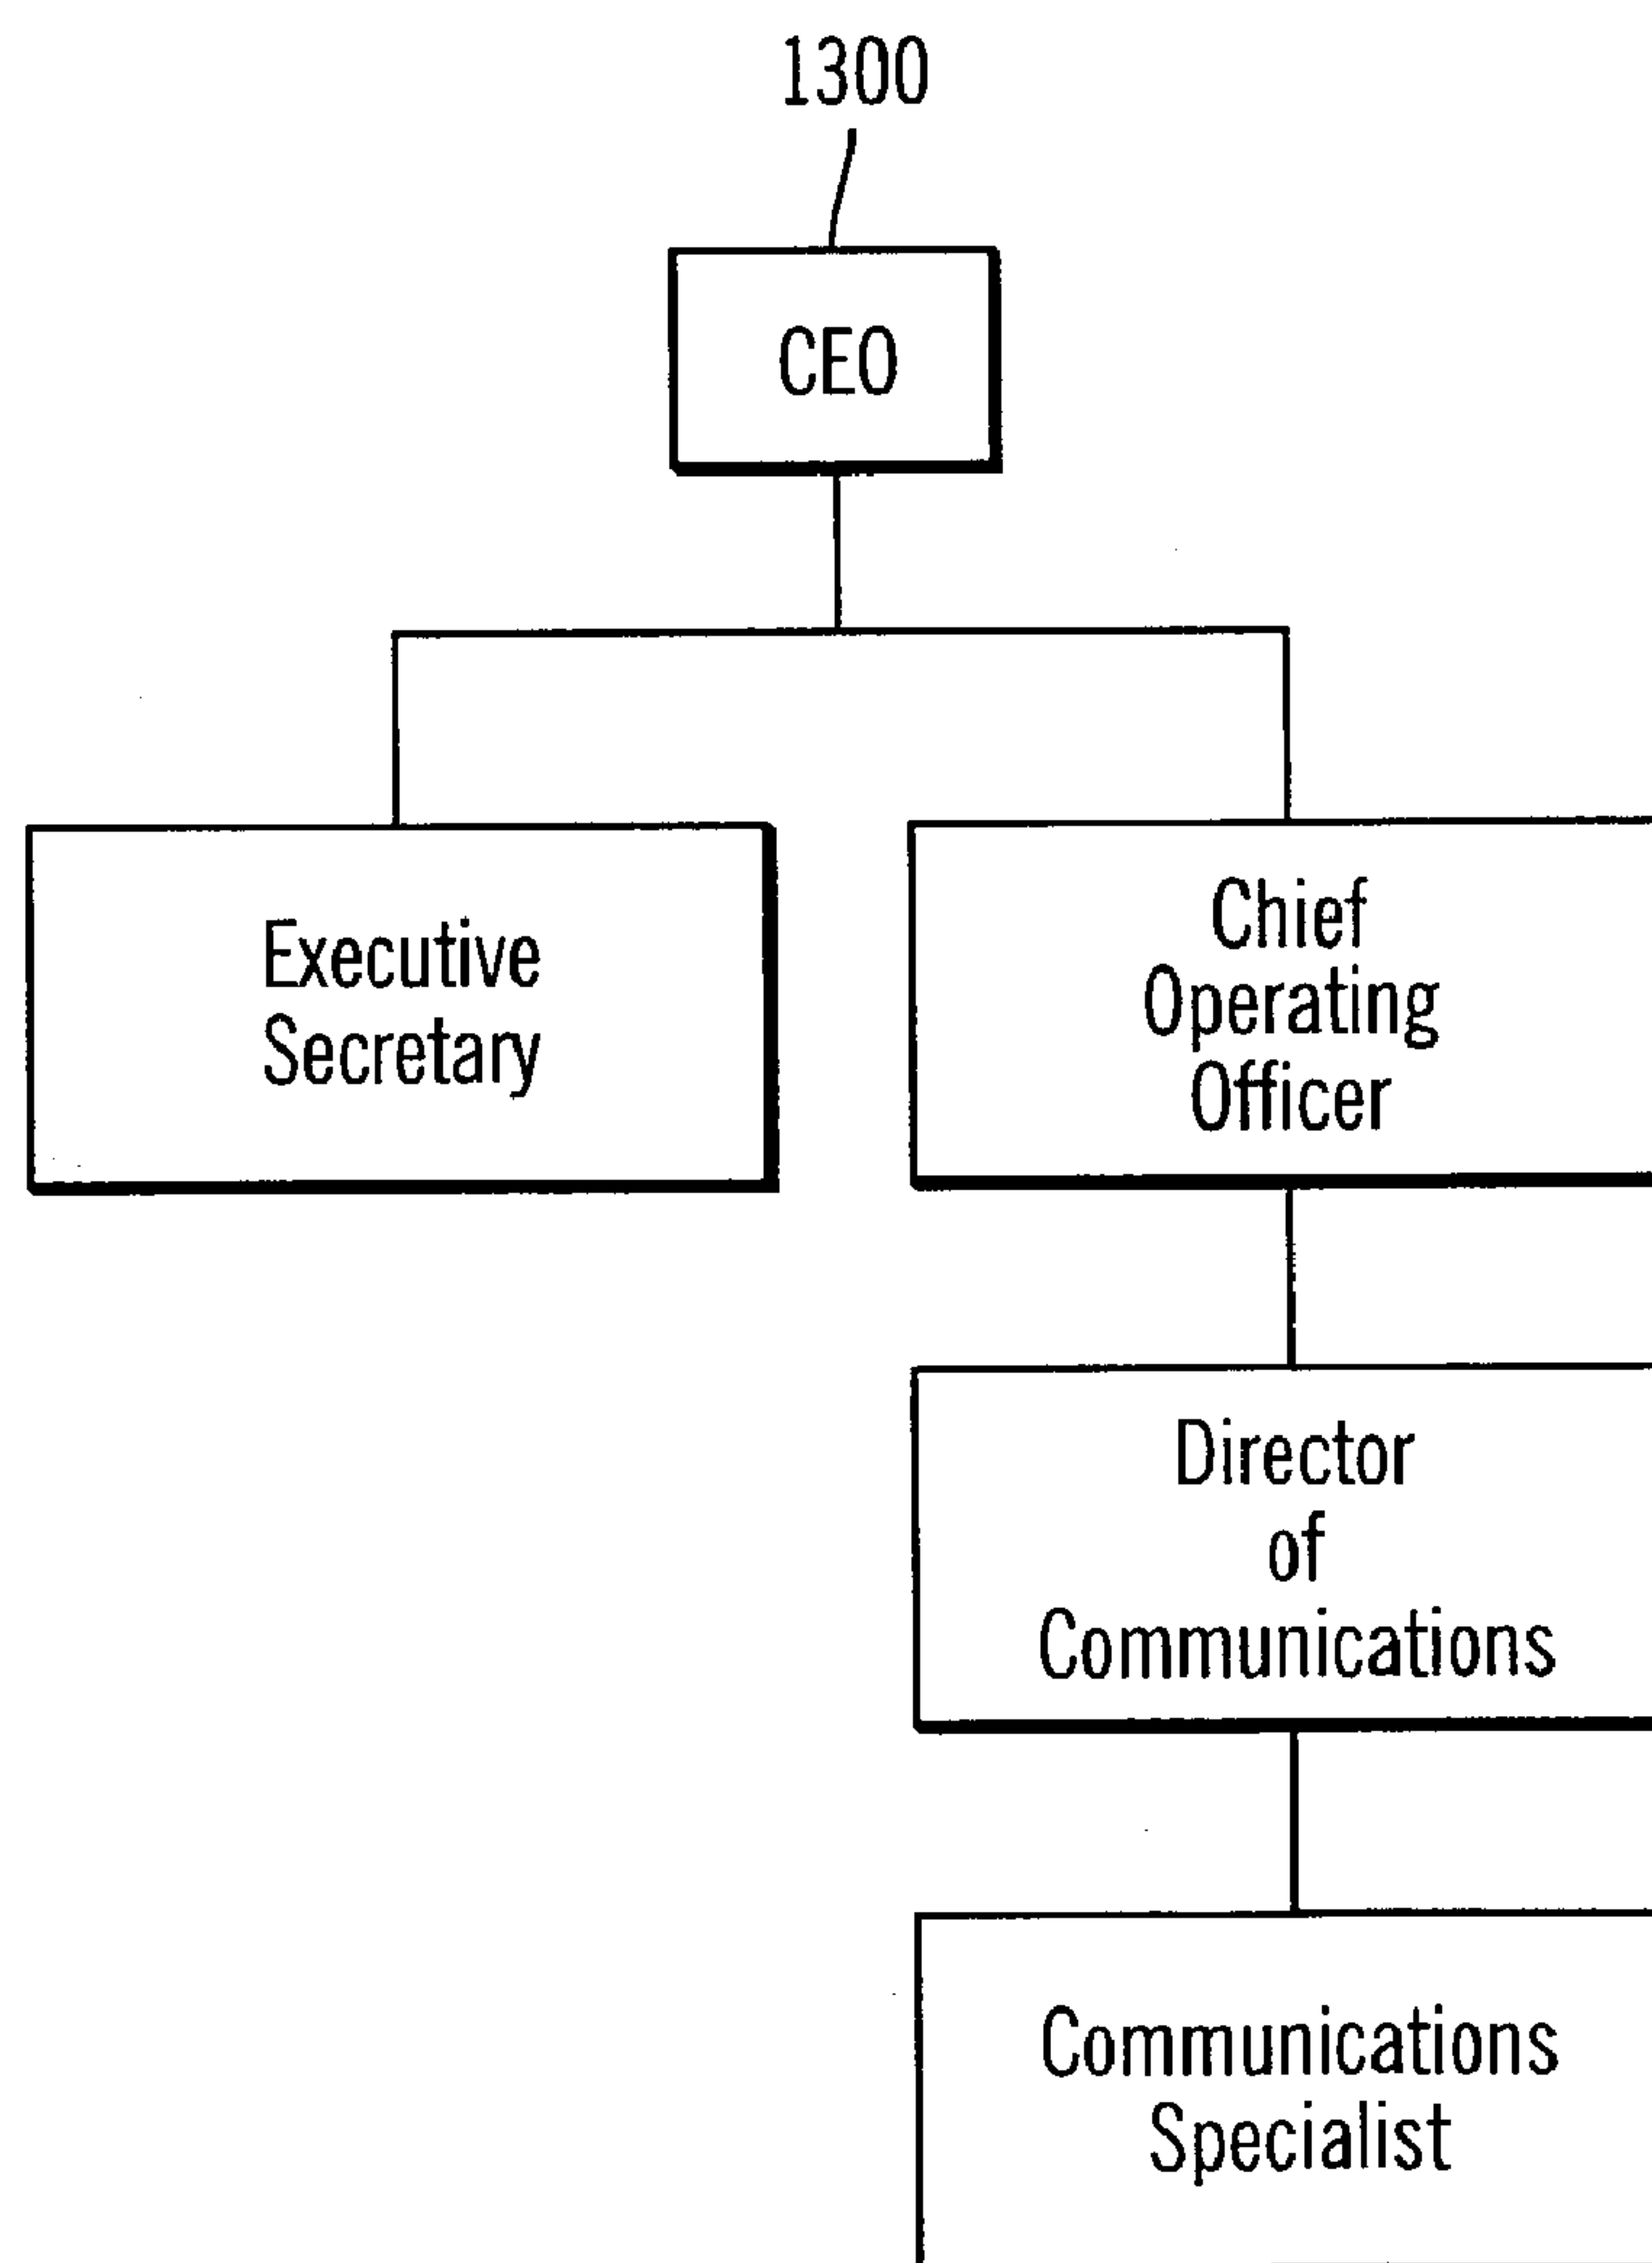 1300
CEO
Executive
Secretary
Chief
Operating
Officer
Director
of
Communications
Communications
Specialist